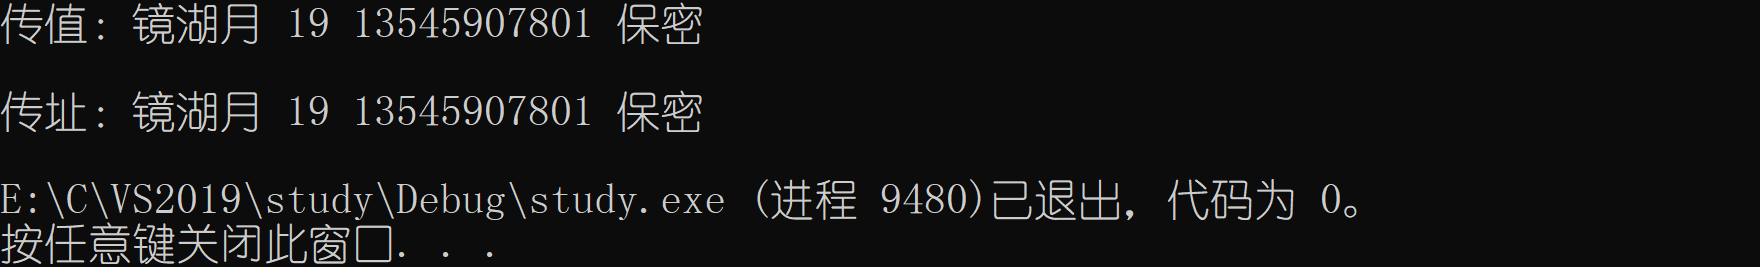 传值: 镜湖月 19 13545907801 保密
传址: 镜湖月 19 13545907801 保密
E:\C\VS2019\study\Debug\study.exe (进程 9480)已退出，代码为 0。
按任意键关闭此窗口. . .